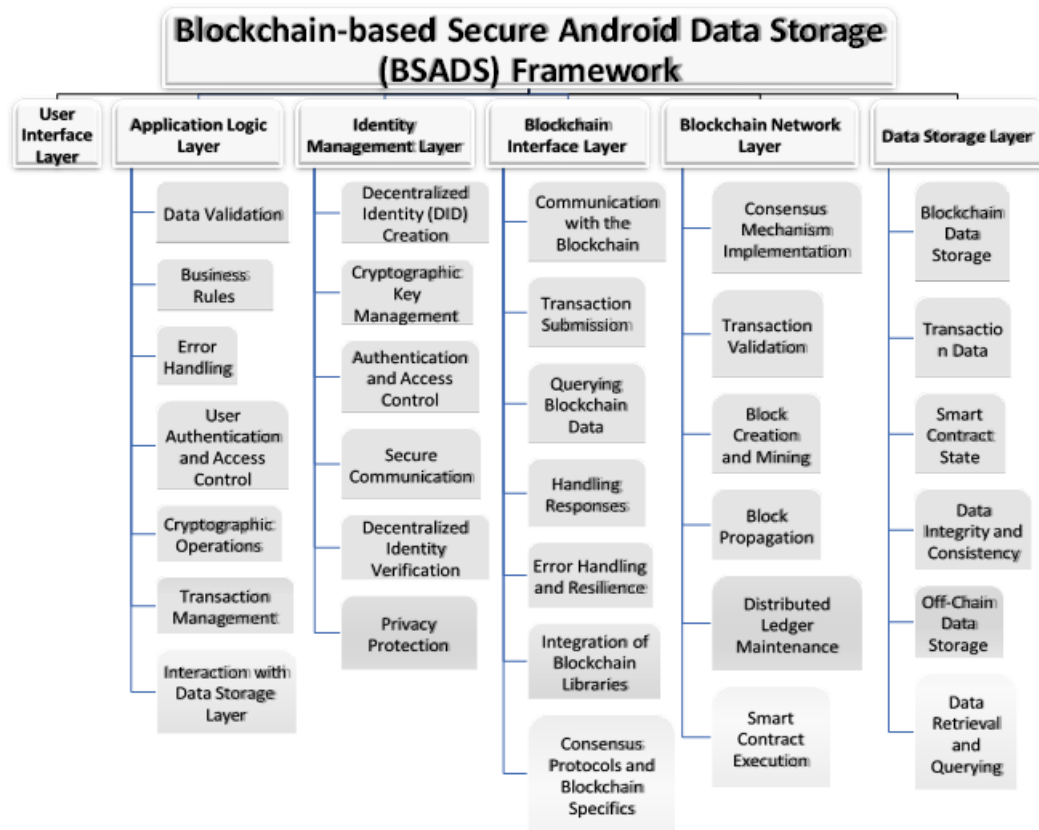 Blockchain-based Secure Android Data Storage
(BSADS) Framework
User
Interface
Layer
Application Logic
Layer
Data Validation
Business
Rules
Error
Handling
User
Authentication
and Access
Control
Cryptographic
Operations
Transaction
Management
Interaction with
Data Storage
Layer
Identity
Management Layer
Decentralized
Identity (DID)
Creation
Cryptographic
Key
Management
Authentication
and Access
Control
Secure
Communication
Decentralized
Identity
Verification
Privacy
Protection
Blockchain
Interface Layer
Communication
with the
Blockchain
Transaction
Submission
Querying
Blockchain
Data
Handling
Responses
Error Handling
and Resilience
Integration of
Blockchain
Libraries
Consensus
Protocols and
Blockchain
Specifics
Blockchain Network
Layer
Consensus
Mechanism
Implementation
Transaction
Validation
Block
Creation
and Mining
Block
Propagation
Distributed
Ledger
Maintenance
Smart
Contract
Execution
Data Storage Layer
Blockchain
Data
Storage
Transactio
n Data
Smart
Contract
State
Data
Integrity and
Consistency
Off-Chain
Data
Storage
Data
Retrieval
and
Querying